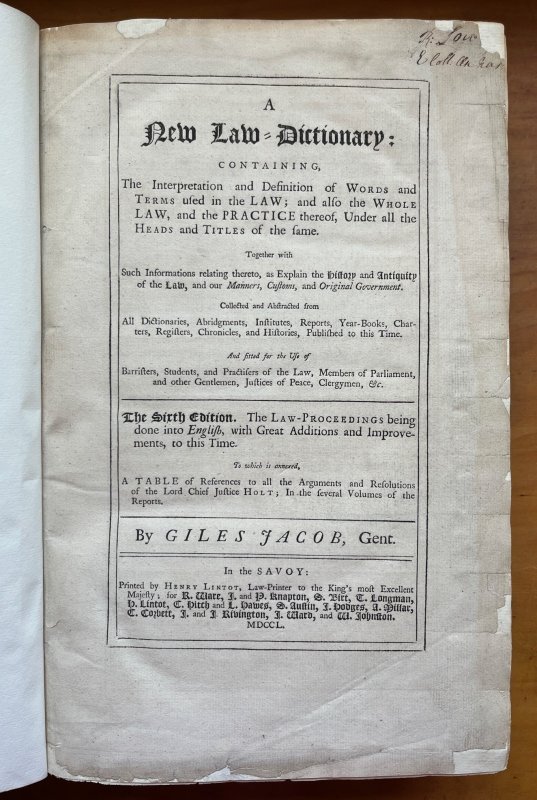 R: Low
A
New Law-Dictionary:
CONTAINING,
The Interpretation and Definition of WORDS and
TERMS uſed in the LAW; and alſo the WHOLE
LAW, and the PRACTICE thereof, Under all the
HEADS and TITLES of the ſame.
Together with
Such Informations relating thereto, as Explain the Hiſtory and Antiquity
of the Law, and our Manners, Cuſtoms, and Original Government.
Collected and Abſtracted from
All Dictionaries, Abridgments, Inſtitutes, Reports, Year-Books, Char-
ters, Regiſters, Chronicles, and Hiſtories, Publiſhed to this Time.
And fitted for the Uſe of
Barriſters, Students, and Practiſers of the Law, Members of Parliament,
and other Gentlemen, Juſtices of Peace, Clergymen, &c.
The Sixth Edition. The LAW-PROCEEDINGS being
done into Engliſh, with Great Additions and Improve-
ments, to this Time.
To which is annexed,
A TABLE of References to all the Arguments and Reſolutions
of the Lord Chief Juſtice HOLT; In the ſeveral Volumes of the
Reports.
By GILES JACOB, Gent.
In the SAVOY:
Printed by HENRY LINTOT, Law-Printer to the King's moſt Excellent
Majeſty; for R. Ware, J. and P. Knapton, S. Birt, T. Longman,
H. Lintot, C. Hitch and L. Hawes, S. Auſtin, J. Hodges, A. Millar,
T. Corbett, J. and J. Rivington, J. Ward, and W. Johnſton.
MDCCL.